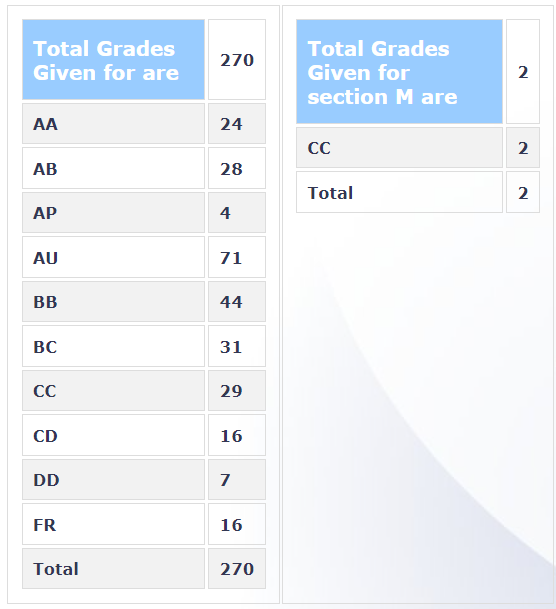 Total Grades
Given for are
270
AA 24
AB 28
AP 4
AU 71
BB 44
BC 31
CC 29
CD 16
DD 7
FR 16
Total 270
Total Grades
Given for
section M are
2
CC 2
Total 2